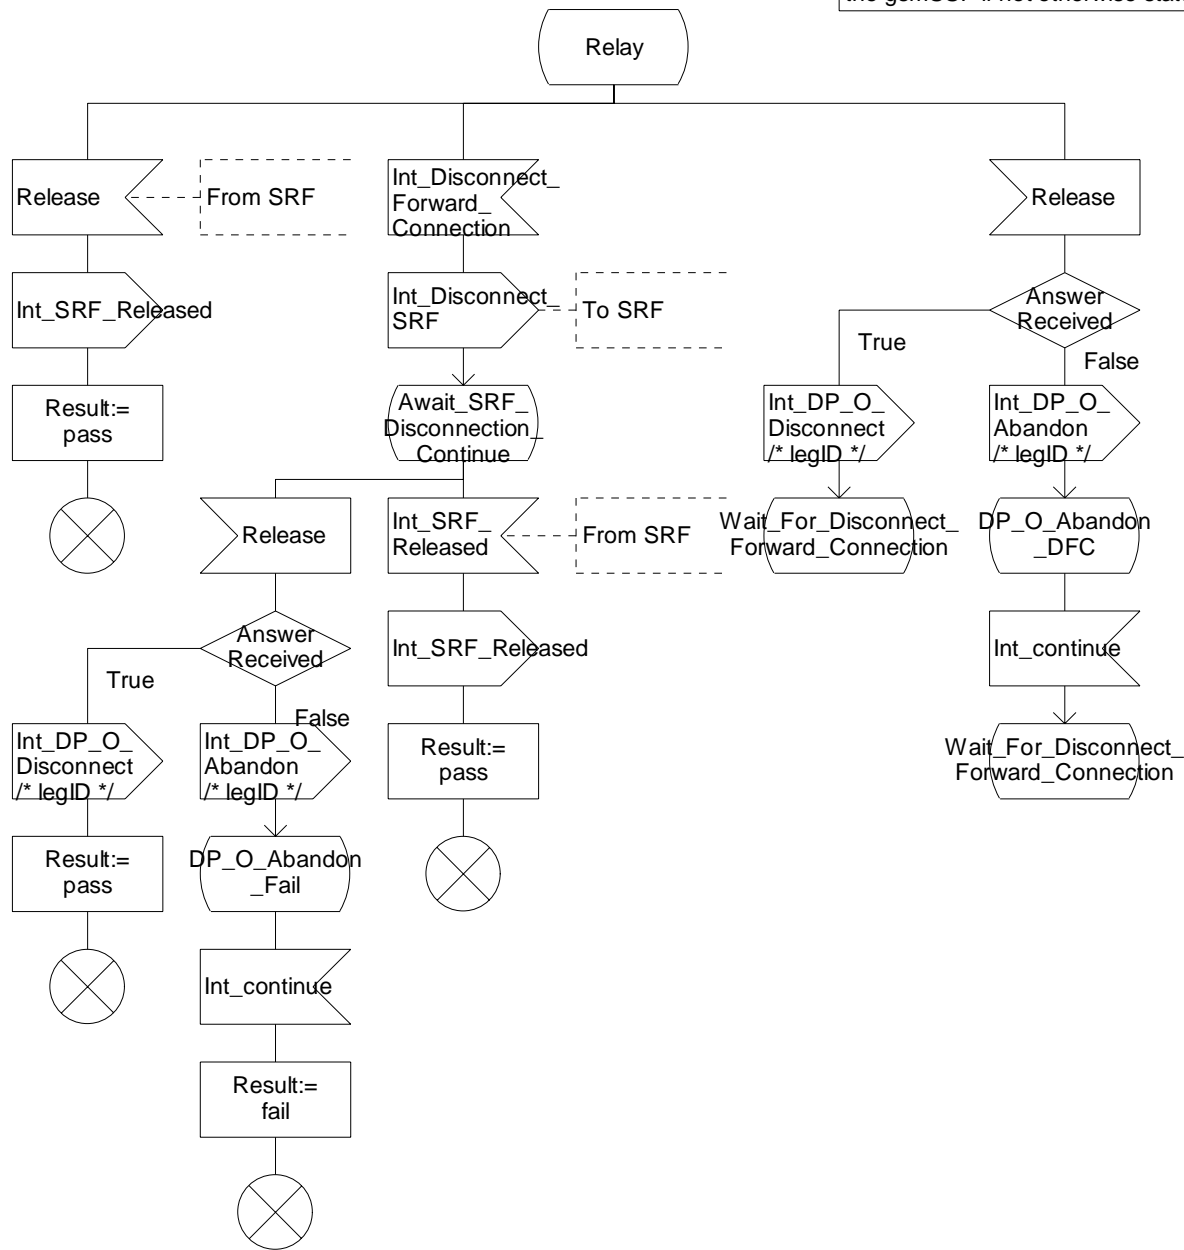 Relay
Release
From SRF
Int_Disconnect_
Forward_
Connection
Release
Int_SRF_Released
Int_Disconnect_
SRF
To SRF
Answer
Received
True
False
Result:=
pass
Await_SRF_
Disconnection_
Continue
Int_DP_O_
Disconnect
/* legID */
Int_DP_O_
Abandon
/* legID */
Release
Int_SRF_
Released
From SRF
Wait_For_Disconnect_
Forward_Connection
DP_O_Abandon
_DFC
Answer
Received
True
False
Int_SRF_Released
Int_continue
Int_DP_O_
Disconnect
/* legID */
Int_DP_O_
Abandon
/* legID */
Result:=
pass
Wait_For_Disconnect_
Forward_Connection
Result:=
pass
DP_O_Abandon
_Fail
Int_continue
Result:=
fail